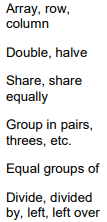 Array, row,
column
Double, halve
Share, share
equally
Group in pairs,
threes, etc.
Equal groups of
Divide, divided
by, left, left over